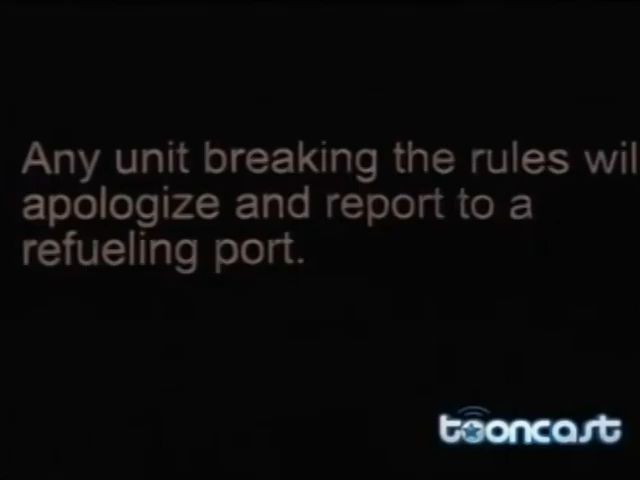 Any unit breaking the rules wil
apologize and report to a
refueling port.
tooncast